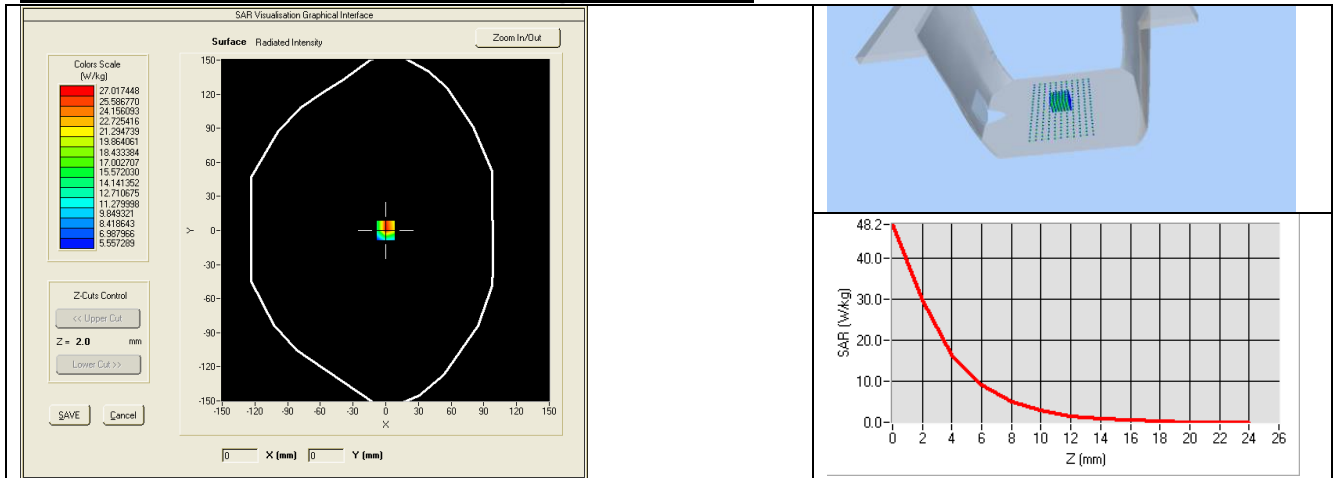 SAR Visualisation Graphical Interface
Surface Radiated Intensity
Zoom In/Out
Colors Scale
(W/kg)
27.017448
25.586770
24.156093
22.725416
21.294739
19.864061
18.433384
17.002707
15.572030
14.141352
12.710675
11.279998
9.849321
8.418643
6.987966
5.557289
Z-Cuts Control
<< Upper Cut
Z = 2.0 mm
Lower Cut >>
SAVE Cancel
150
120
90
60
30
0
-30
-60
-90
-120
-150
Y
-150 -120 -90 -60 -30 0 30 60 90 120 150
X
0 X (mm) 0 Y (mm)
48.2
40.0
30.0
20.0
10.0
0.0
SAR (W/kg)
0 2 4 6 8 10 12 14 16 18 20 22 24 26
Z (mm)